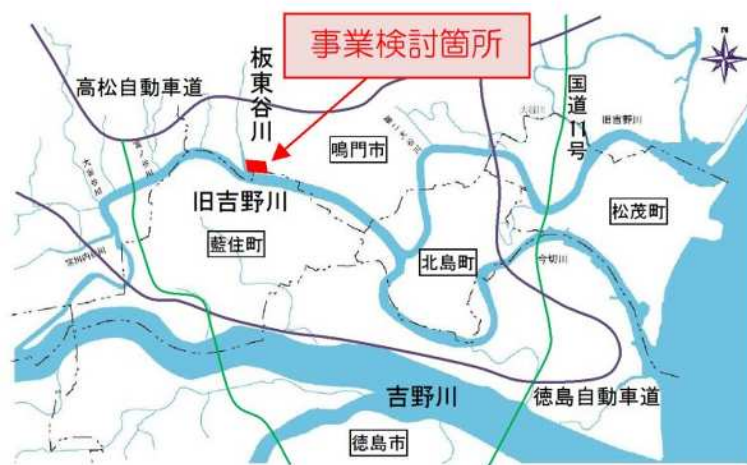 事業検討箇所
N
高松自動車道
板東谷川
国道11号
旧吉野川
鳴門市
松茂町
旧吉野川
藍住町
北島町
今切川
吉野川
徳島自動車道
徳島市